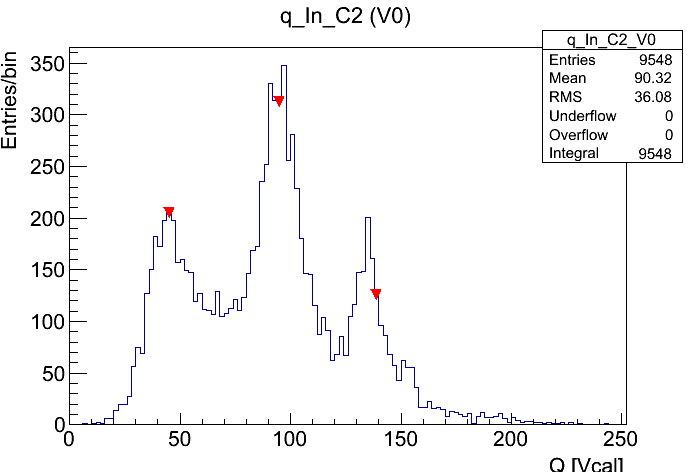 q_In_C2 (V0)
q_In_C2_V0
Entries 9548
Mean 90.32
RMS 36.08
Underflow 0
Overflow 0
Integral 9548
Entries/bin
350
300
250
200
150
100
50
0
0 50 100 150 200 250
Q [Vcal]